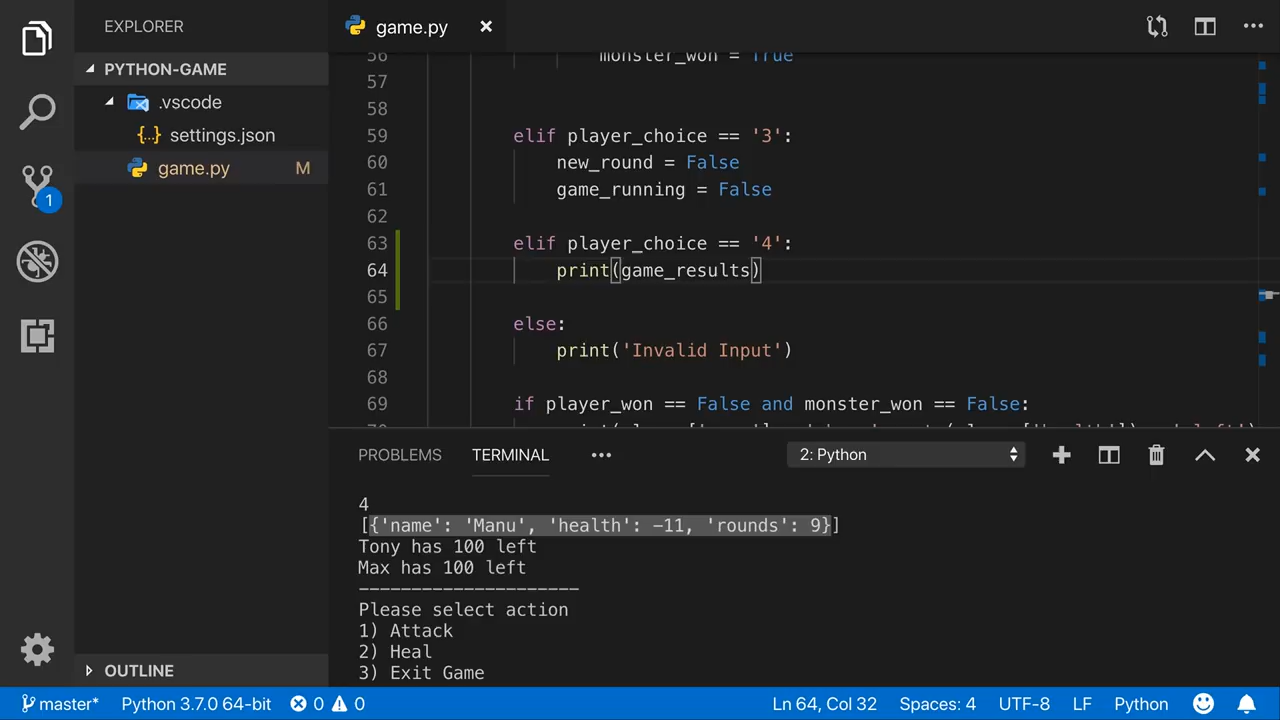 EXPLORER
game.py
PYTHON-GAME
.vscode
settings.json
game.py M
1
56 monster_won = True
57
58
59 elif player_choice == '3':
60 new_round = False
61 game_running = False
62
63 elif player_choice == '4':
64 print(game_results)
65
66 else:
67 print('Invalid Input')
68
69 if player_won == False and monster_won == False:
PROBLEMS TERMINAL ••• 2: Python
4
[{'name': 'Manu', 'health': -11, 'rounds': 9}]
Tony has 100 left
Max has 100 left
---------------------
Please select action
1) Attack
2) Heal
3) Exit Game
OUTLINE
master* Python 3.7.0 64-bit 0 0 Ln 64, Col 32 Spaces: 4 UTF-8 LF Python